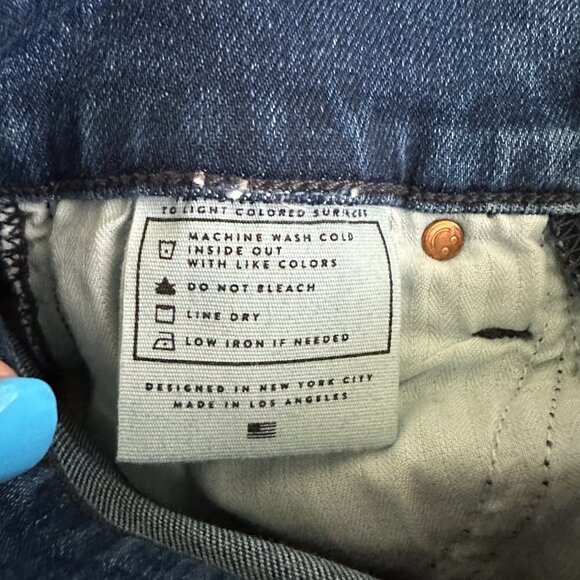 TO LIGHT COLORED SURFACES
MACHINE WASH COLD
INSIDE OUT
WITH LIKE COLORS
DO NOT BLEACH
LINE DRY
LOW IRON IF NEEDED
DESIGNED IN NEW YORK CITY
MADE IN LOS ANGELES